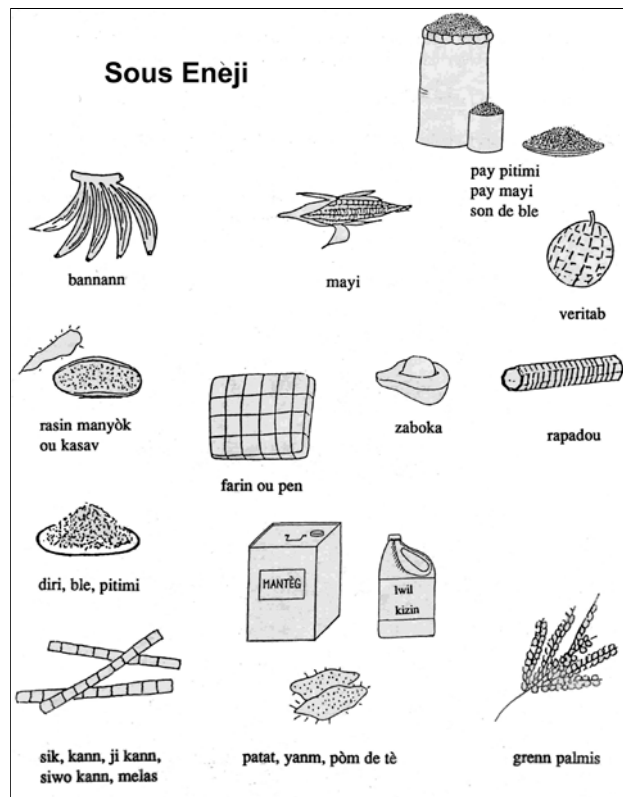 Sous Enèji
pay pitimi
pay mayi
son de ble
bannann
mayi
veritab
rasin manyòk
ou kasav
farin ou pen
zaboka
rapadou
diri, ble, pitimi
MANTÈG
lwil
kizin
sik, kann, ji kann,
siwo kann, melas
patat, yanm, pòm de tè
grenn palmis